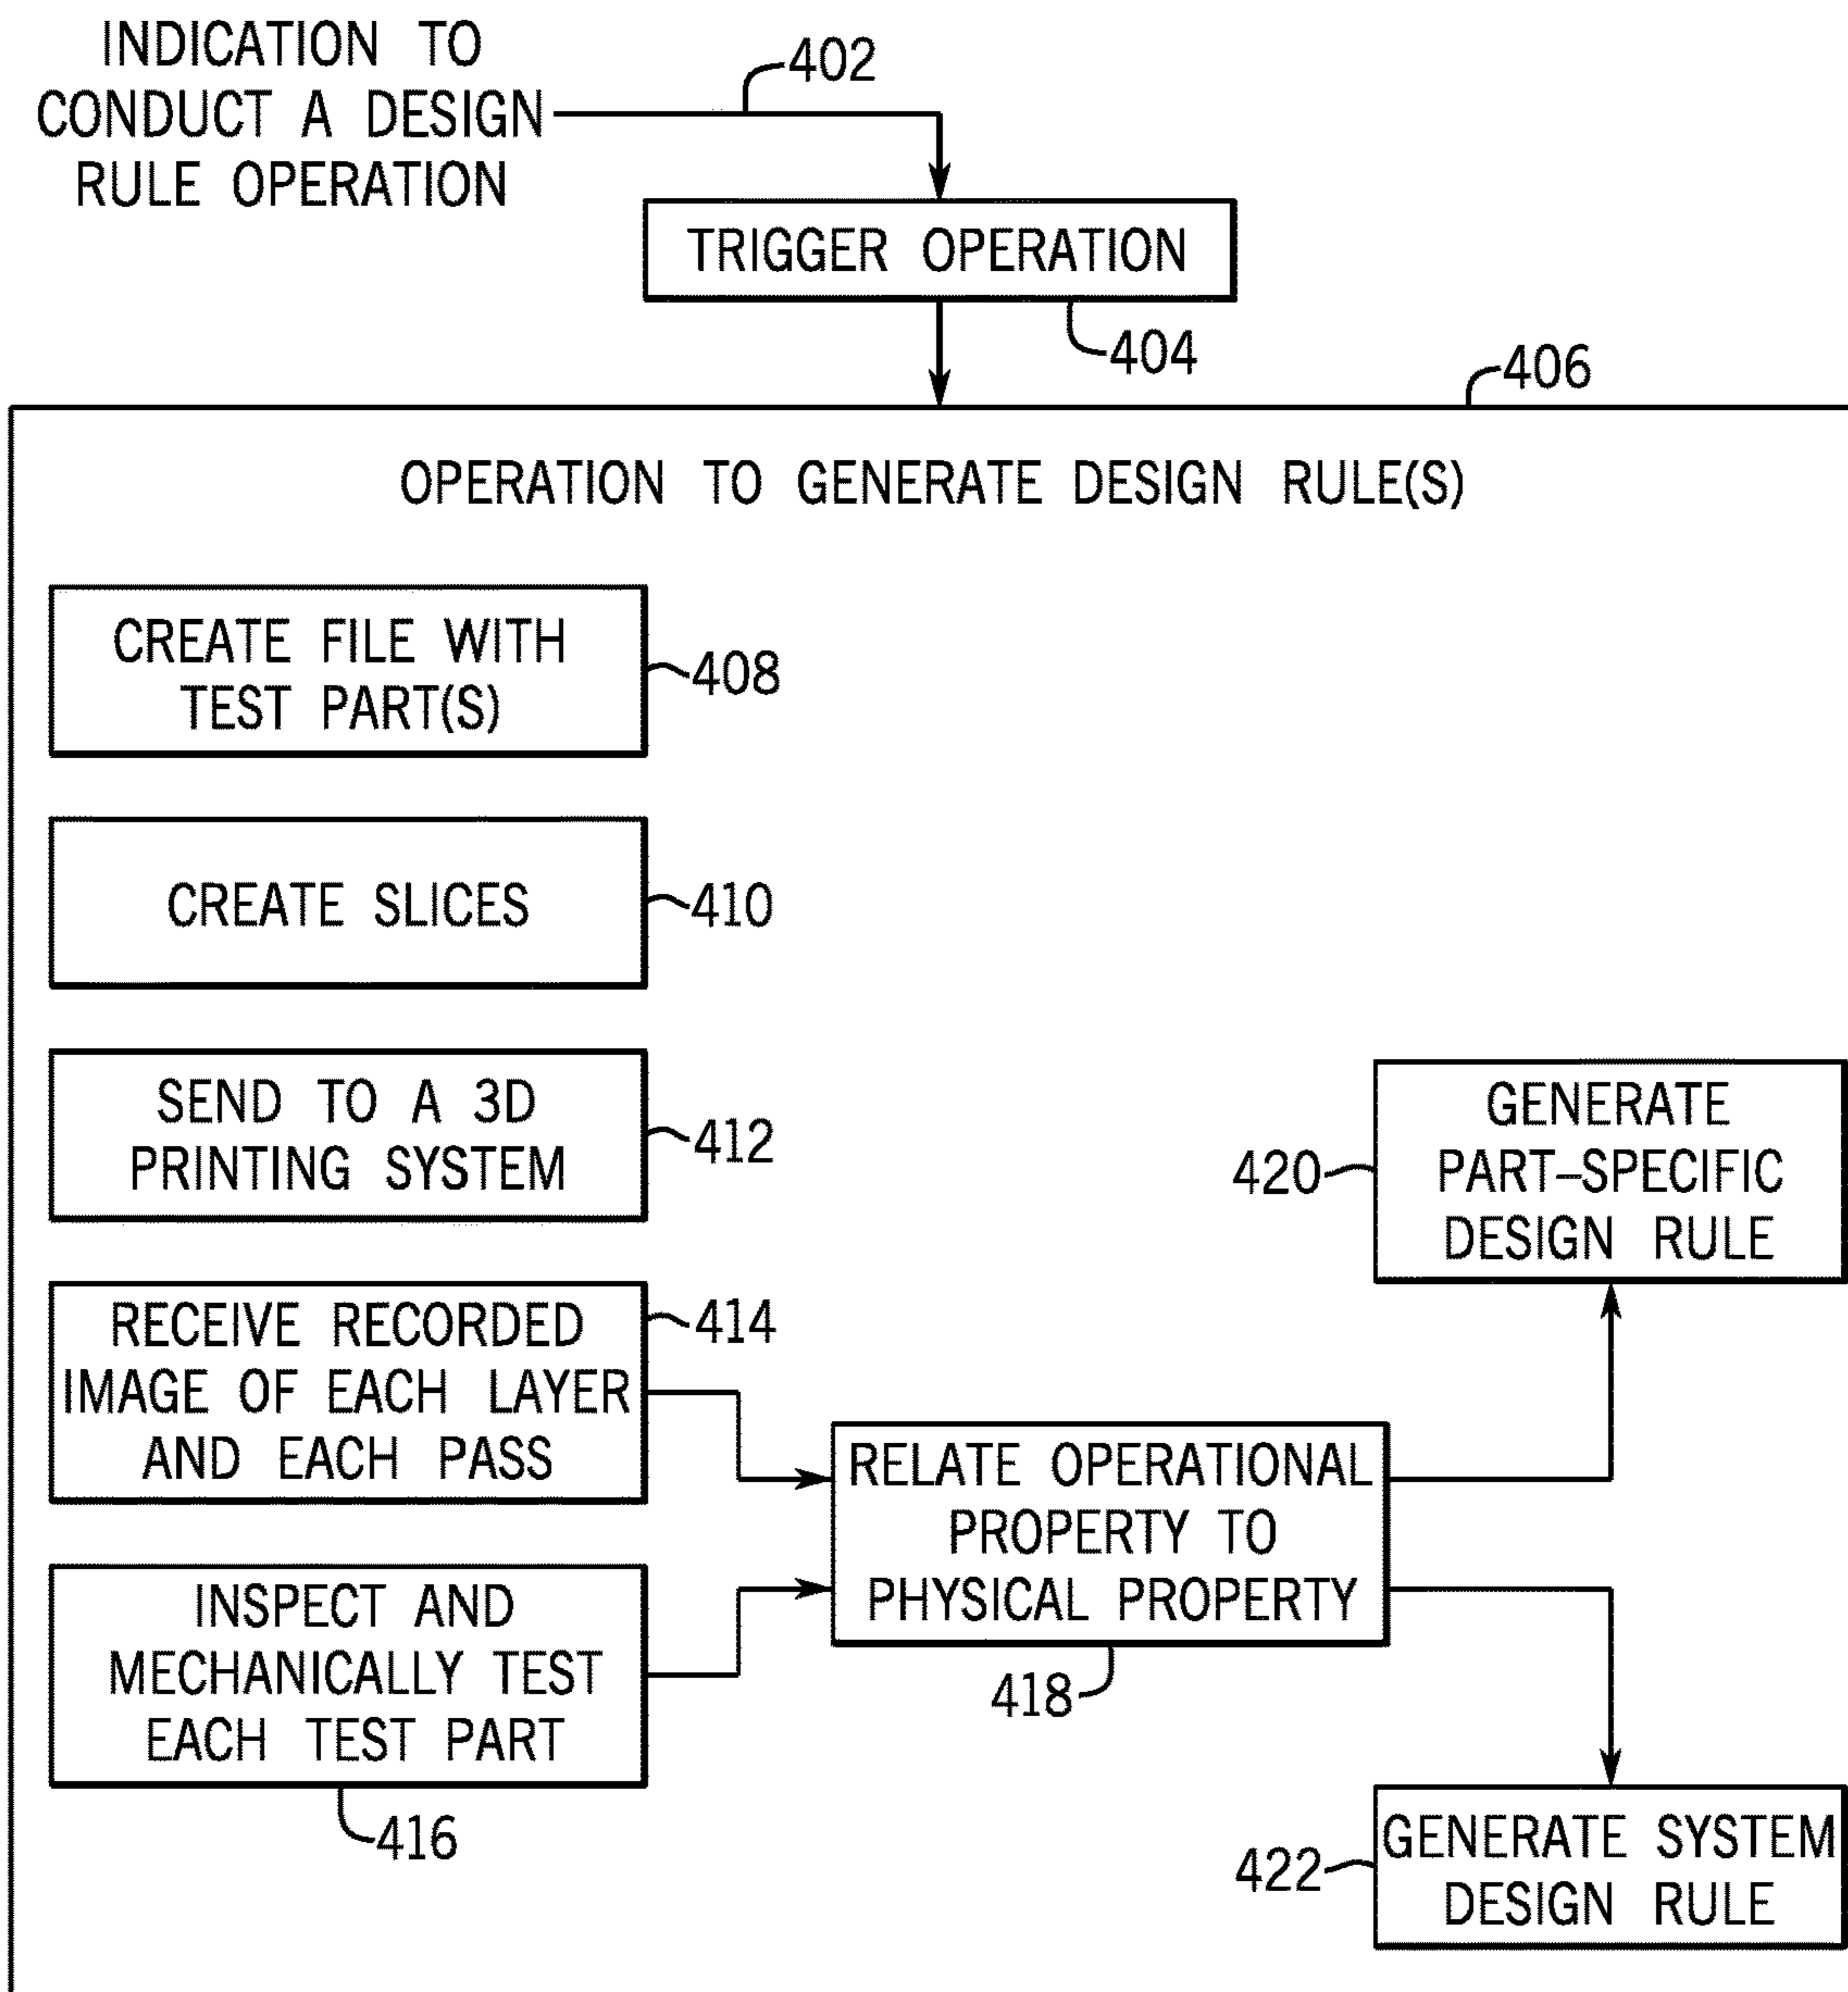 INDICATION TO
CONDUCT A DESIGN
RULE OPERATION
402
TRIGGER OPERATION
404
406
OPERATION TO GENERATE DESIGN RULE(S)
CREATE FILE WITH
TEST PART(S)
408
CREATE SLICES
410
SEND TO A 3D
PRINTING SYSTEM
412
RECEIVE RECORDED
IMAGE OF EACH LAYER
AND EACH PASS
414
INSPECT AND
MECHANICALLY TEST
EACH TEST PART
416
RELATE OPERATIONAL
PROPERTY TO
PHYSICAL PROPERTY
418
GENERATE
PART–SPECIFIC
DESIGN RULE
420
GENERATE SYSTEM
DESIGN RULE
422